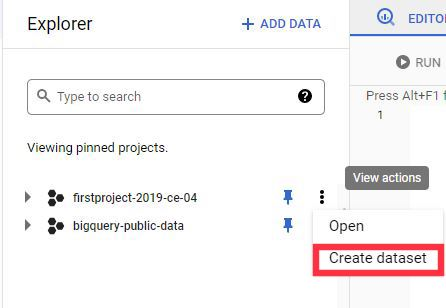 Explorer
+ ADD DATA
EDITO
RUN
Type to search
Press Alt+F1 f
1
Viewing pinned projects.
View actions
firstproject-2019-ce-04
bigquery-public-data
Open
Create dataset